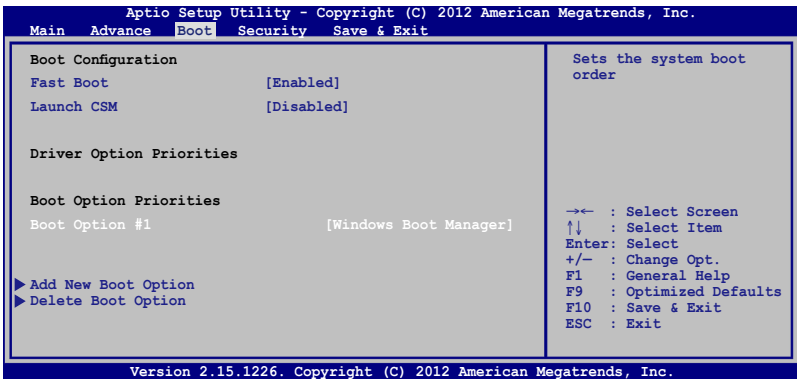 Aptio Setup Utility - Copyright (C) 2012 American Megatrends, Inc.
Main Advance Boot Security Save & Exit
Boot Configuration
Fast Boot [Enabled]
Launch CSM [Disabled]
Driver Option Priorities
Boot Option Priorities
Boot Option #1 [Windows Boot Manager]
Add New Boot Option
Delete Boot Option
Sets the system boot
order
→← : Select Screen
↑↓ : Select Item
Enter: Select
+/— : Change Opt.
F1 : General Help
F9 : Optimized Defaults
F10 : Save & Exit
ESC : Exit
Version 2.15.1226. Copyright (C) 2012 American Megatrends, Inc.